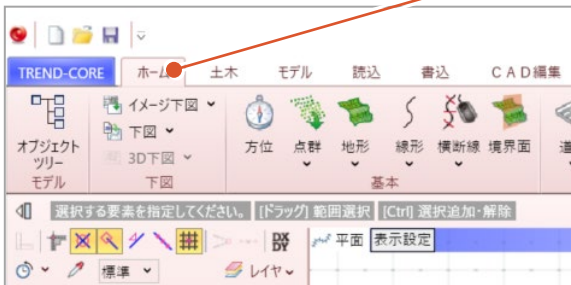 TREND-CORE ホーム 土木 モデル 読込 書込 CAD編集
イメージ下図
下図
3D下図
オブジェクト
ツリー
方位 点群 地形 線形 横断線 境界面
モデル 下図 基本
選択する要素を指定してください。 [ドラッグ] 範囲選択 [Ctrl] 選択追加・解除
DX
DY
平面 表示設定
標準 レイヤ